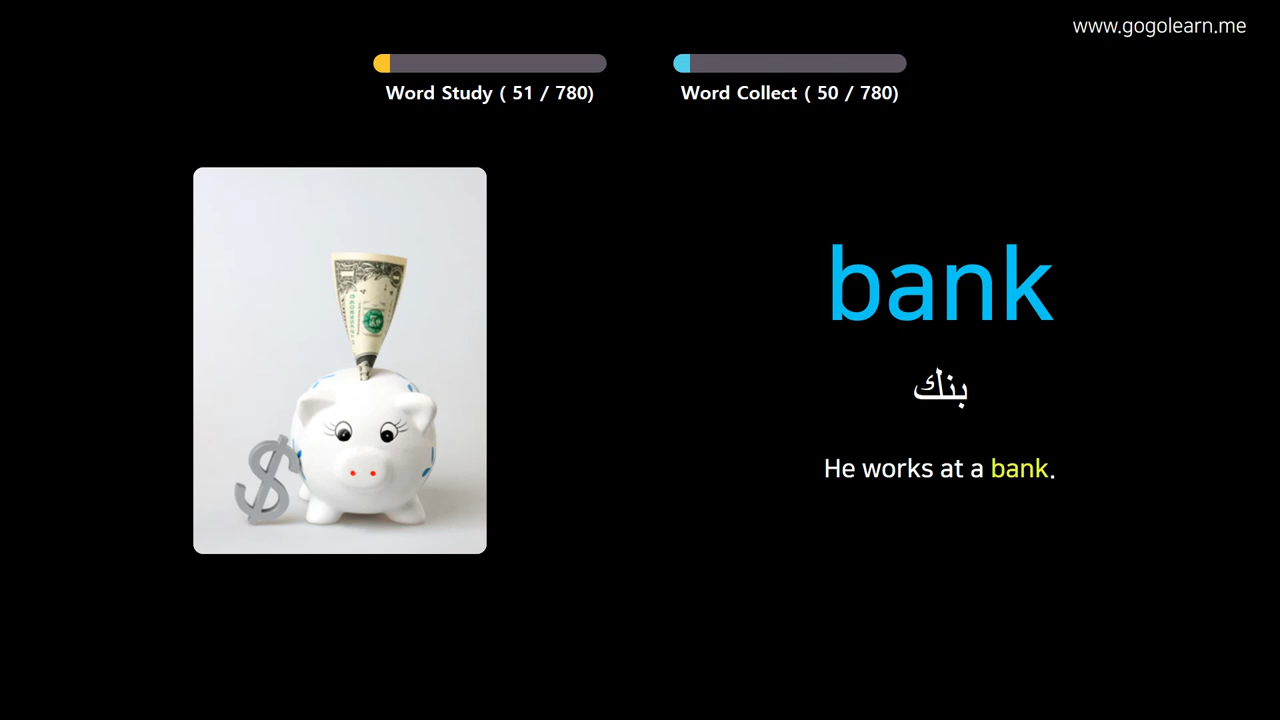 www.gogolearn.me
Word Study ( 51 / 780)
Word Collect ( 50 / 780)
bank
بنك
He works at a bank.
$